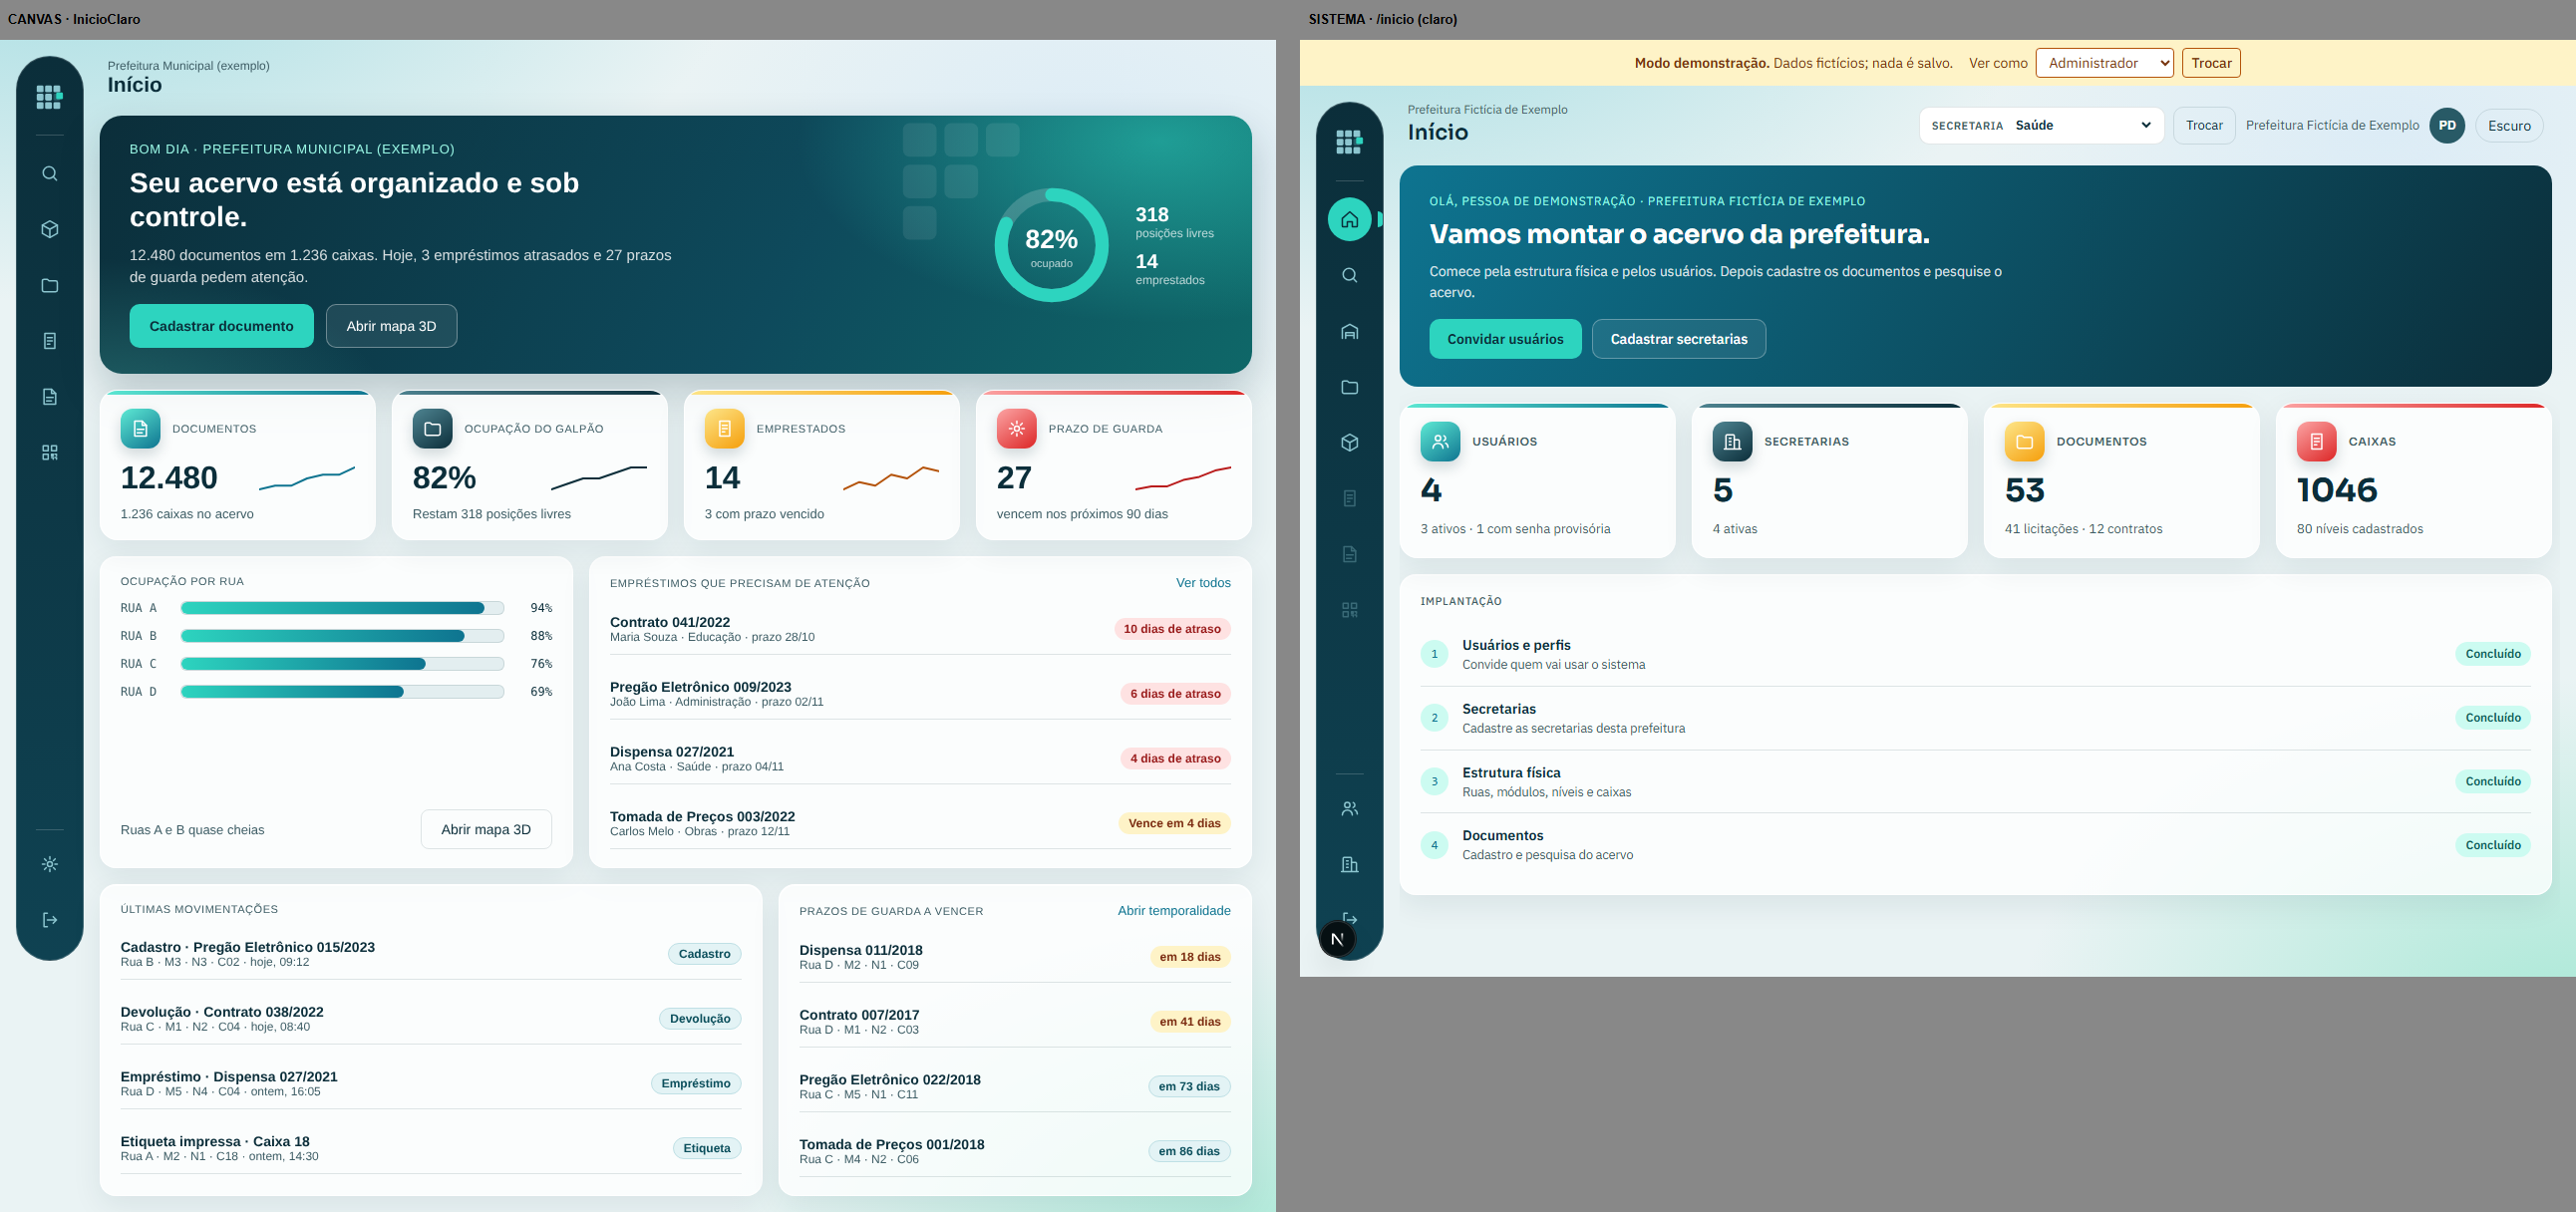 CANVAS · InicioClaro
Prefeitura Municipal (exemplo)
Início
BOM DIA · PREFEITURA MUNICIPAL (EXEMPLO)
Seu acervo está organizado e sob
controle.
12.480 documentos em 1.236 caixas. Hoje, 3 empréstimos atrasados e 27 prazos
de guarda pedem atenção.
Cadastrar documento
Abrir mapa 3D
82%
ocupado
318
posições livres
14
emprestados
DOCUMENTOS
12.480
1.236 caixas no acervo
OCUPAÇÃO DO GALPÃO
82%
Restam 318 posições livres
EMPRESTADOS
14
3 com prazo vencido
PRAZO DE GUARDA
27
vencem nos próximos 90 dias
OCUPAÇÃO POR RUA
RUA A 94%
RUA B 88%
RUA C 76%
RUA D 69%
Ruas A e B quase cheias
Abrir mapa 3D
EMPRÉSTIMOS QUE PRECISAM DE ATENÇÃO
Ver todos
Contrato 041/2022
Maria Souza · Educação · prazo 28/10
10 dias de atraso
Pregão Eletrônico 009/2023
João Lima · Administração · prazo 02/11
6 dias de atraso
Dispensa 027/2021
Ana Costa · Saúde · prazo 04/11
4 dias de atraso
Tomada de Preços 003/2022
Carlos Melo · Obras · prazo 12/11
Vence em 4 dias
ÚLTIMAS MOVIMENTAÇÕES
Cadastro · Pregão Eletrônico 015/2023
Rua B · M3 · N3 · C02 · hoje, 09:12
Cadastro
Devolução · Contrato 038/2022
Rua C · M1 · N2 · C04 · hoje, 08:40
Devolução
Empréstimo · Dispensa 027/2021
Rua D · M5 · N4 · C04 · ontem, 16:05
Empréstimo
Etiqueta impressa · Caixa 18
Rua A · M2 · N1 · C18 · ontem, 14:30
Etiqueta
PRAZOS DE GUARDA A VENCER
Abrir temporalidade
Dispensa 011/2018
Rua D · M2 · N1 · C09
em 18 dias
Contrato 007/2017
Rua D · M1 · N2 · C03
em 41 dias
Pregão Eletrônico 022/2018
Rua C · M5 · N1 · C11
em 73 dias
Tomada de Preços 001/2018
Rua C · M4 · N2 · C06
em 86 dias
SISTEMA · /inicio (claro)
Modo demonstração. Dados fictícios; nada é salvo. Ver como Administrador Trocar
Prefeitura Fictícia de Exemplo
Início
SECRETARIA Saúde
Trocar
Prefeitura Fictícia de Exemplo
PD
Escuro
OLÁ, PESSOA DE DEMONSTRAÇÃO · PREFEITURA FICTÍCIA DE EXEMPLO
Vamos montar o acervo da prefeitura.
Comece pela estrutura física e pelos usuários. Depois cadastre os documentos e pesquise o
acervo.
Convidar usuários
Cadastrar secretarias
USUÁRIOS
4
3 ativos · 1 com senha provisória
SECRETARIAS
5
4 ativas
DOCUMENTOS
53
41 licitações · 12 contratos
CAIXAS
1046
80 níveis cadastrados
IMPLANTAÇÃO
1
Usuários e perfis
Convide quem vai usar o sistema
Concluído
2
Secretarias
Cadastre as secretarias desta prefeitura
Concluído
3
Estrutura física
Ruas, módulos, níveis e caixas
Concluído
4
Documentos
Cadastro e pesquisa do acervo
Concluído
N